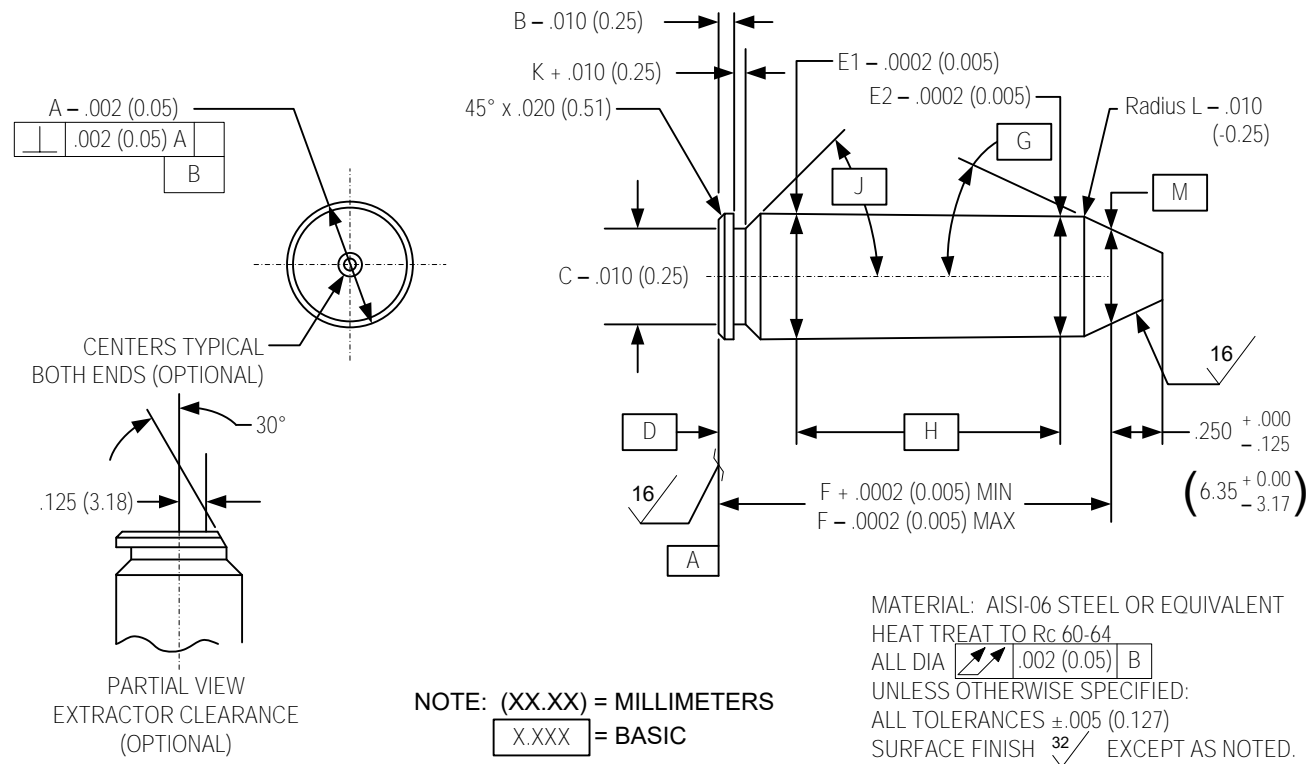 B – .010 (0.25)
K + .010 (0.25)
45° x .020 (0.51)
E1 – .0002 (0.005)
E2 – .0002 (0.005)
Radius L – .010
(-0.25)
A – .002 (0.05)
.002 (0.05) A
B
G
J
M
C – .010 (0.25)
CENTERS TYPICAL
BOTH ENDS (OPTIONAL)
16
30°
D
H
.250 + .000
– .125
.125 (3.18)
16
F + .0002 (0.005) MIN
F – .0002 (0.005) MAX
(6.35 + 0.00
– 3.17)
A
MATERIAL: AISI-06 STEEL OR EQUIVALENT
HEAT TREAT TO Rc 60-64
ALL DIA .002 (0.05) B
UNLESS OTHERWISE SPECIFIED:
ALL TOLERANCES ±.005 (0.127)
SURFACE FINISH 32 EXCEPT AS NOTED.
PARTIAL VIEW
EXTRACTOR CLEARANCE
(OPTIONAL)
NOTE: (XX.XX) = MILLIMETERS
X.XXX = BASIC